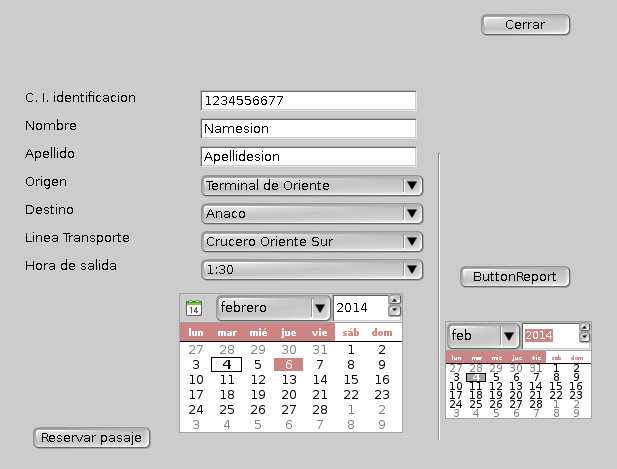 Cerrar
C. I. identificacion 1234556677
Nombre Namesion
Apellido Apellidesion
Origen Terminal de Oriente
Destino Anaco
Linea Transporte Crucero Oriente Sur
Hora de salida 1:30
14 febrero 2014
lun mar mié jue vie sáb dom
27 28 29 30 31 1 2
3 4 5 6 7 8 9
10 11 12 13 14 15 16
17 18 19 20 21 22 23
24 25 26 27 28 1 2
3 4 5 6 7 8 9
Reservar pasaje
ButtonReport
feb 2014
lun mar mié jue vie sáb dom
27 28 29 30 31 1 2
3 4 5 6 7 8 9
10 11 12 13 14 15 16
17 18 19 20 21 22 23
24 25 26 27 28 1 2
3 4 5 6 7 8 9